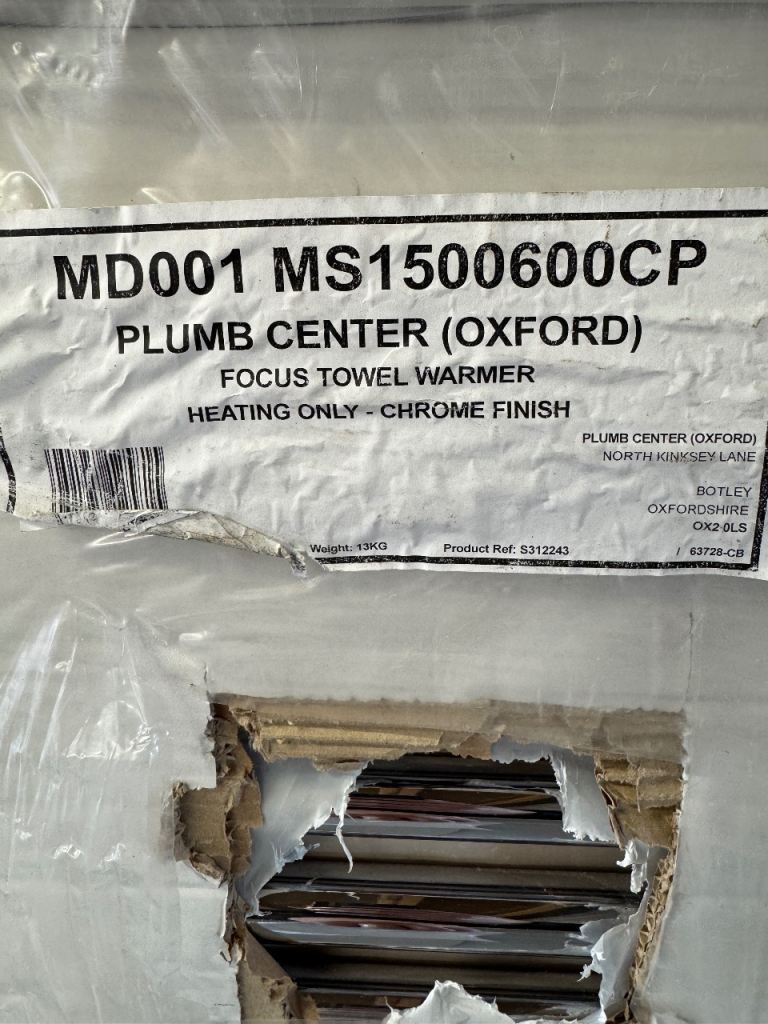 MD001 MS1500600CP
PLUMB CENTER (OXFORD)
FOCUS TOWEL WARMER
HEATING ONLY - CHROME FINISH
PLUMB CENTER (OXFORD)
NORTH KINKSEY LANE
BOTLEY
OXFORDSHIRE
OX2 0LS
Weight: 13KG Product Ref: S312243 / 63728-CB